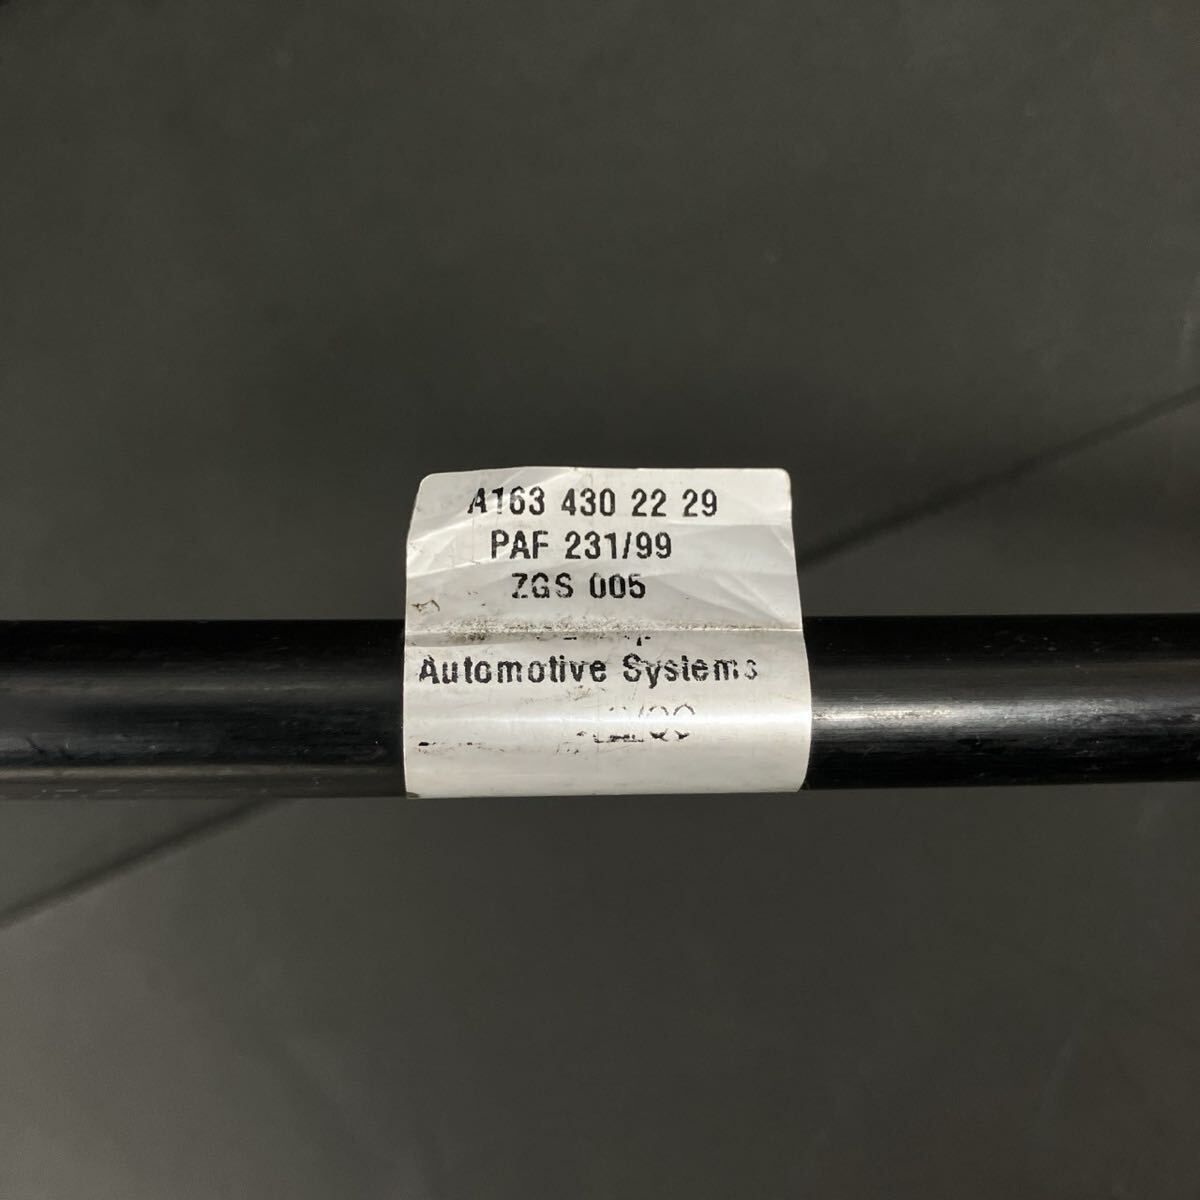 A163 430 22 29
PAF 231/99
ZGS 005
Automotive Systems